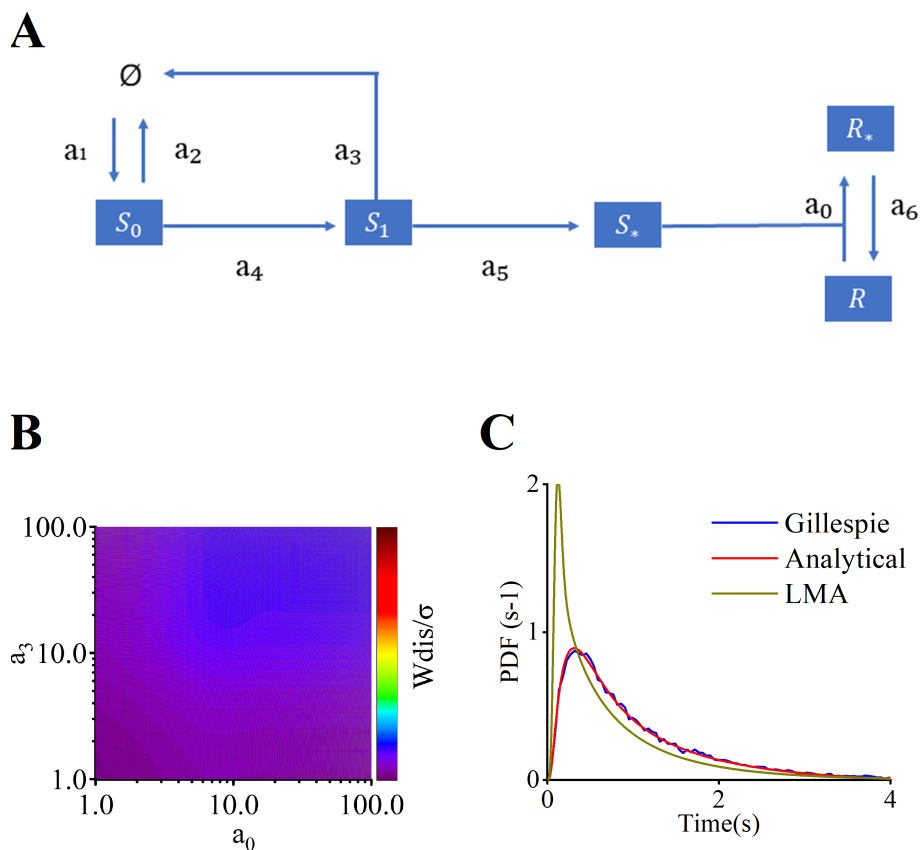 A
Ø
R*
a1
a2
a3
a0
a6
S0
S1
S*
a4
a5
R
B
C
100.0
10.0
1.0
a3
1.0
10.0
100.0
a0
Wdis/σ
2
1
0
PDF (s-1)
Gillespie
Analytical
LMA
0
2
4
Time(s)